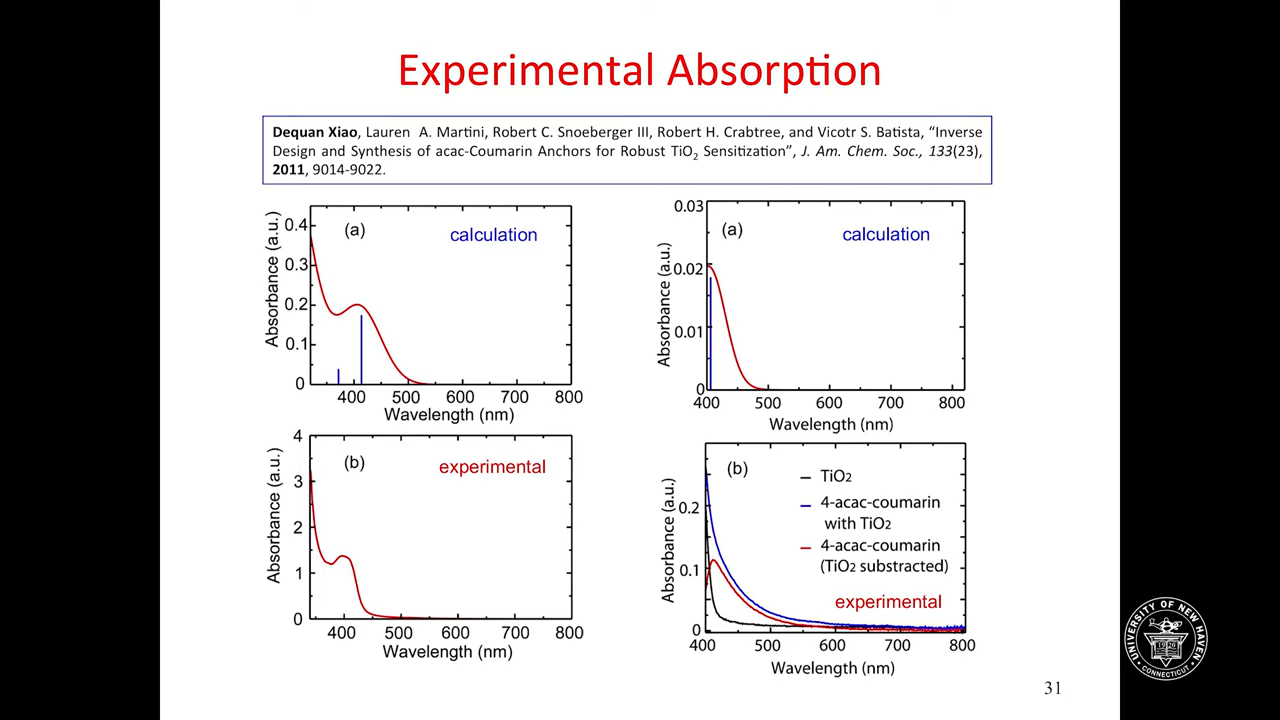 Experimental Absorption
Dequan Xiao, Lauren A. Martini, Robert C. Snoeberger III, Robert H. Crabtree, and Vicotr S. Batista, “Inverse
Design and Synthesis of acac-Coumarin Anchors for Robust TiO2 Sensitization”, J. Am. Chem. Soc., 133(23),
2011, 9014-9022.
(a)
calculation
Absorbance (a.u.)
0.4
0.3
0.2
0.1
0
400 500 600 700 800
Wavelength (nm)
(b)
experimental
Absorbance (a.u.)
4
3
2
1
0
400 500 600 700 800
Wavelength (nm)
(a)
calculation
Absorbance (a.u.)
0.03
0.02
0.01
0
400 500 600 700 800
Wavelength (nm)
(b)
TiO2
4-acac-coumarin
with TiO2
4-acac-coumarin
(TiO2 substracted)
experimental
Absorbance (a.u.)
0.2
0.1
0
400 500 600 700 800
Wavelength (nm)
UNIVERSITY OF NEW HAVEN
CONNECTICUT
31